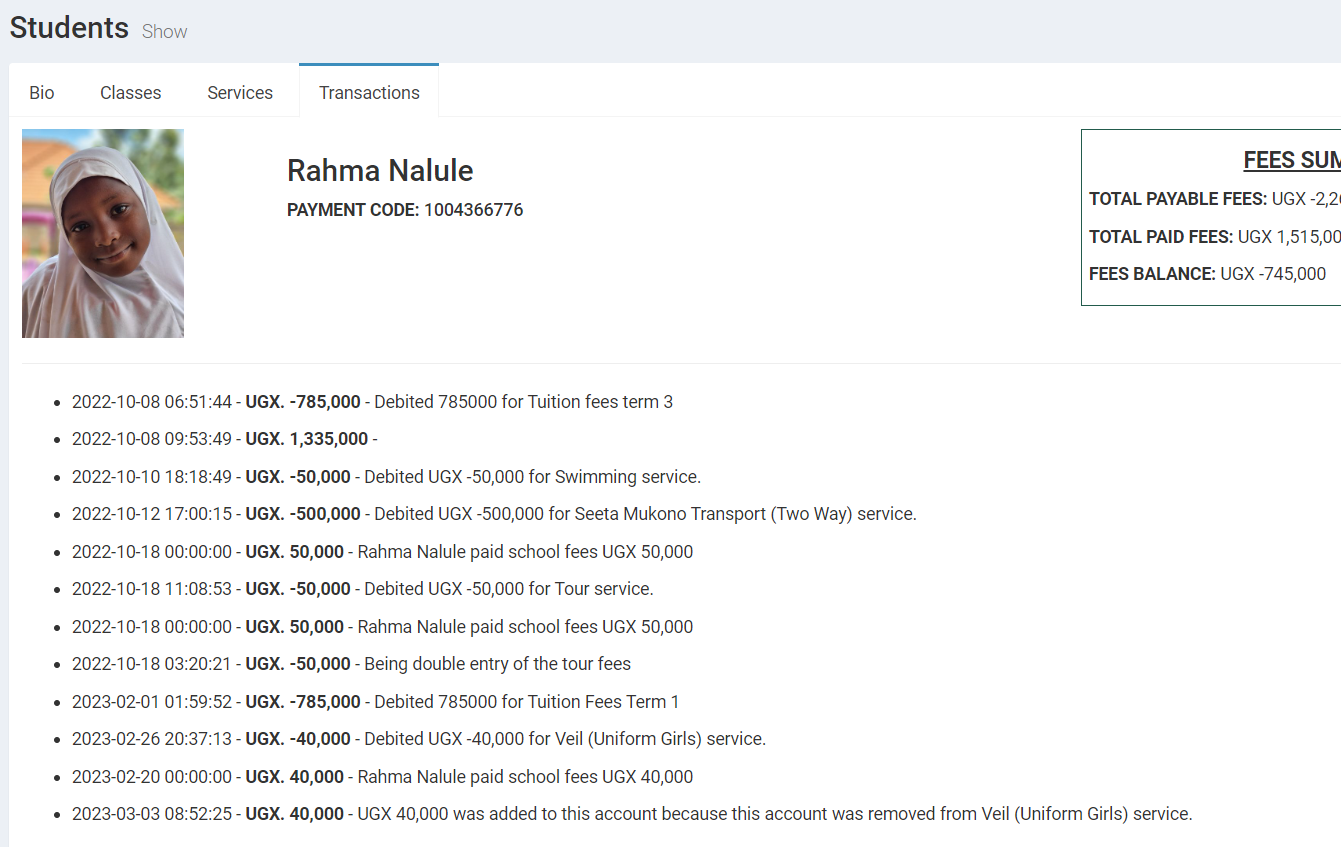 Students Show
Bio Classes Services Transactions
Rahma Nalule
PAYMENT CODE: 1004366776
FEES SUM
TOTAL PAYABLE FEES: UGX -2,26
TOTAL PAID FEES: UGX 1,515,00
FEES BALANCE: UGX -745,000
2022-10-08 06:51:44 - UGX. -785,000 - Debited 785000 for Tuition fees term 3
2022-10-08 09:53:49 - UGX. 1,335,000 -
2022-10-10 18:18:49 - UGX. -50,000 - Debited UGX -50,000 for Swimming service.
2022-10-12 17:00:15 - UGX. -500,000 - Debited UGX -500,000 for Seeta Mukono Transport (Two Way) service.
2022-10-18 00:00:00 - UGX. 50,000 - Rahma Nalule paid school fees UGX 50,000
2022-10-18 11:08:53 - UGX. -50,000 - Debited UGX -50,000 for Tour service.
2022-10-18 00:00:00 - UGX. 50,000 - Rahma Nalule paid school fees UGX 50,000
2022-10-18 03:20:21 - UGX. -50,000 - Being double entry of the tour fees
2023-02-01 01:59:52 - UGX. -785,000 - Debited 785000 for Tuition Fees Term 1
2023-02-26 20:37:13 - UGX. -40,000 - Debited UGX -40,000 for Veil (Uniform Girls) service.
2023-02-20 00:00:00 - UGX. 40,000 - Rahma Nalule paid school fees UGX 40,000
2023-03-03 08:52:25 - UGX. 40,000 - UGX 40,000 was added to this account because this account was removed from Veil (Uniform Girls) service.